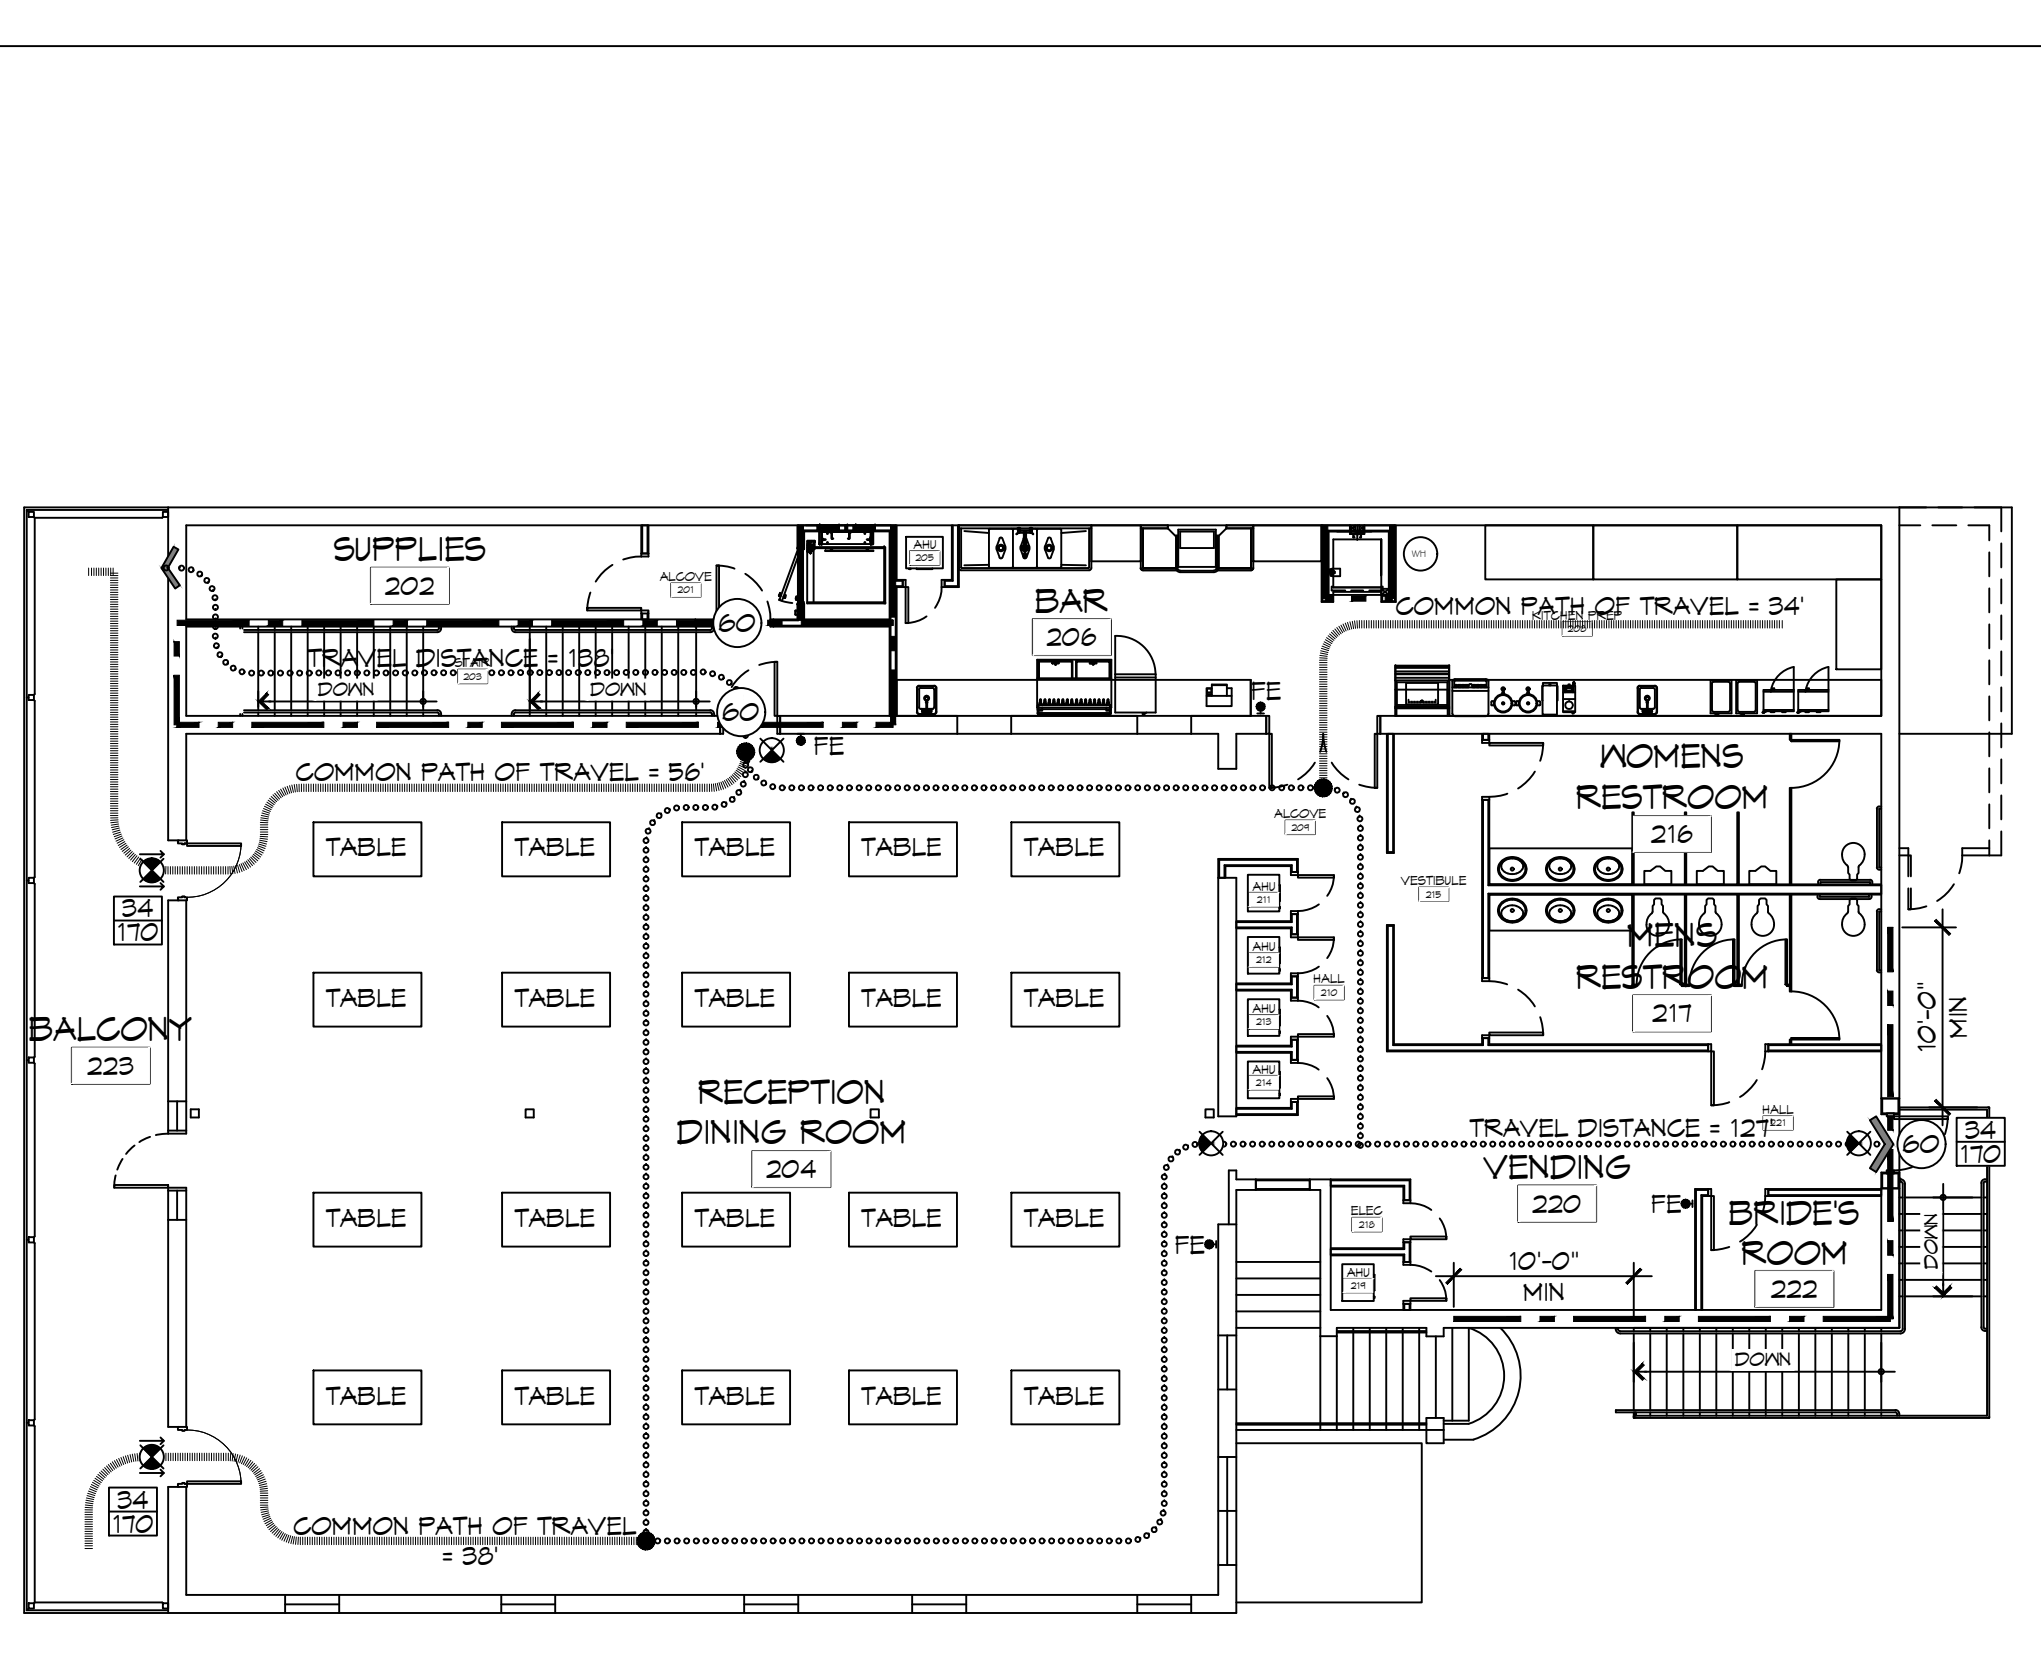 SUPPLIES
202
ALCOVE
201
AHU
205
BAR
206
WH
COMMON PATH OF TRAVEL = 34'
KITCHEN PREP
208
60
TRAVEL DISTANCE = 138
STAIR
203
DOWN
DOWN
60
FE
FE
COMMON PATH OF TRAVEL = 56'
WOMENS
RESTROOM
216
ALCOVE
209
TABLE
TABLE
TABLE
TABLE
TABLE
34
170
AHU
211
VESTIBULE
215
MENS
RESTROOM
217
AHU
212
HALL
210
TABLE
TABLE
TABLE
TABLE
TABLE
AHU
213
10'-0"
MIN
BALCONY
223
AHU
214
RECEPTION
DINING ROOM
204
HALL
221
TRAVEL DISTANCE = 127'
60
34
170
VENDING
220
TABLE
TABLE
TABLE
TABLE
TABLE
FE
ELEC
218
FE
BRIDE'S
ROOM
222
DOWN
AHU
219
10'-0"
MIN
DOWN
TABLE
TABLE
TABLE
TABLE
TABLE
34
170
COMMON PATH OF TRAVEL
= 38'